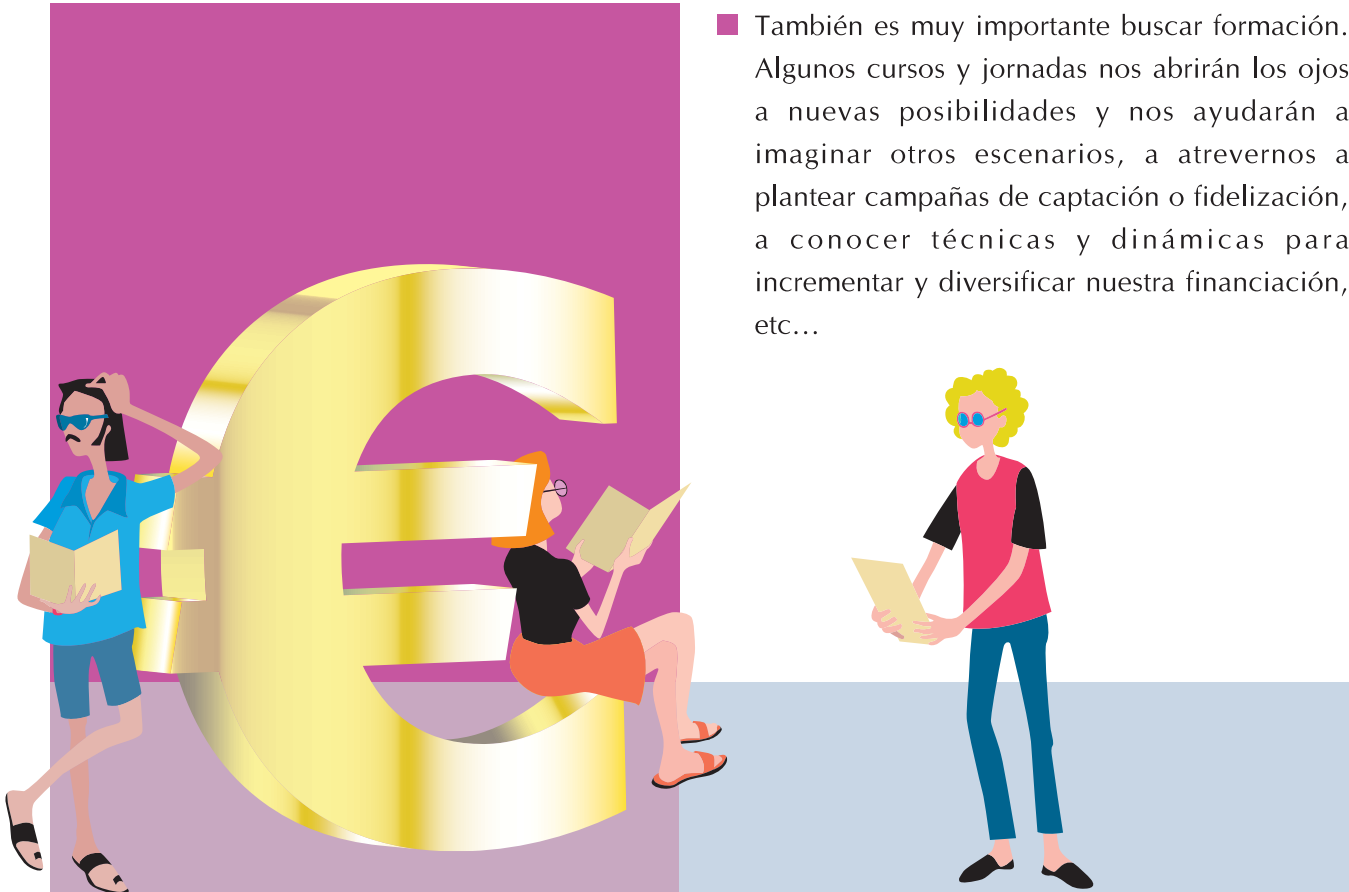 También es muy importante buscar formación.
Algunos cursos y jornadas nos abrirán los ojos
a nuevas posibilidades y nos ayudarán a
imaginar otros escenarios, a atrevernos a
plantear campañas de captación o fidelización,
a conocer técnicas y dinámicas para
incrementar y diversificar nuestra financiación,
etc...